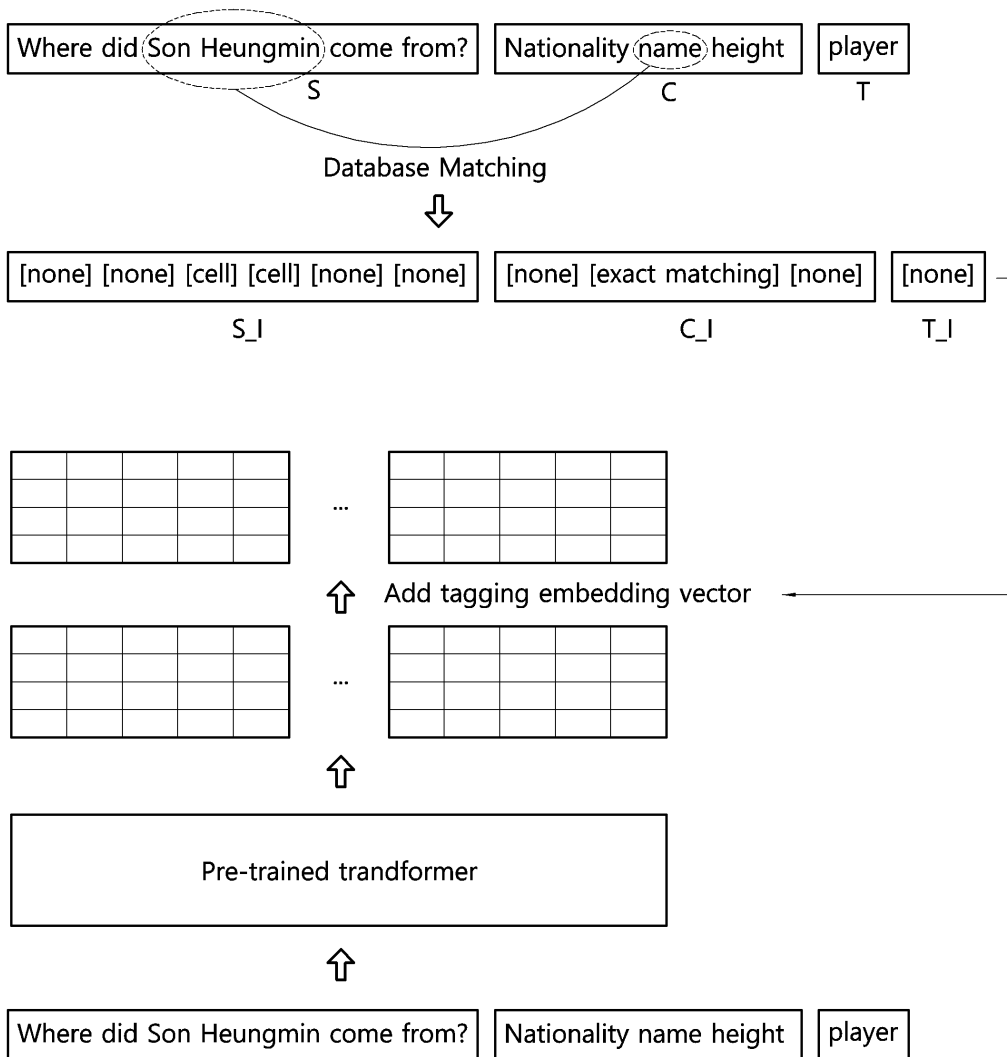 Where did Son Heungmin come from? Nationality name height player
S C T
Database Matching
[none] [none] [cell] [cell] [none] [none] [none] [exact matching] [none] [none]
S_I C_I T_I
... ...
Add tagging embedding vector
... ...
Pre-trained trandformer
Where did Son Heungmin come from? Nationality name height player